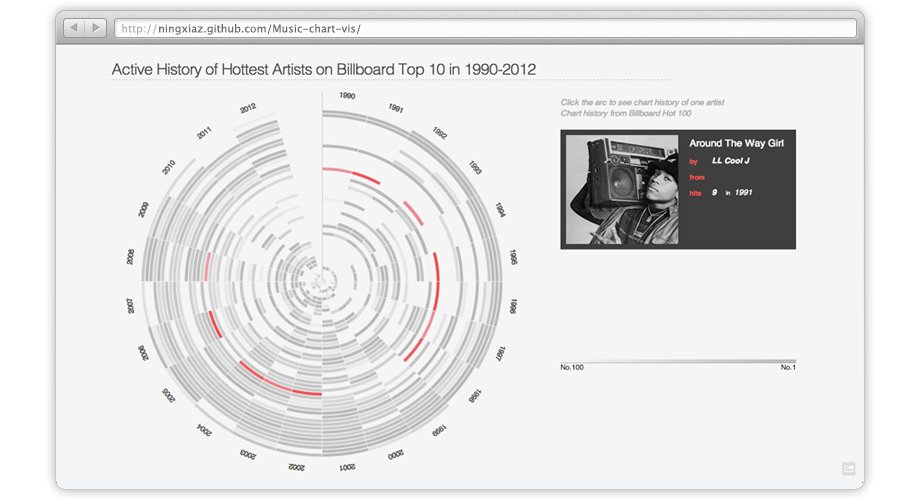 http://ningxiaz.github.com/Music-chart-vis/
Active History of Hottest Artists on Billboard Top 10 in 1990-2012
Click the arc to see chart history of one artist
Chart history from Billboard Hot 100
Around The Way Girl
by LL Cool J
from
hits 9 in 1991
No.100 No.1
1990
1991
1992
1993
1994
1995
1996
1997
1998
1999
2000
2001
2002
2003
2004
2005
2006
2007
2008
2009
2010
2011
2012